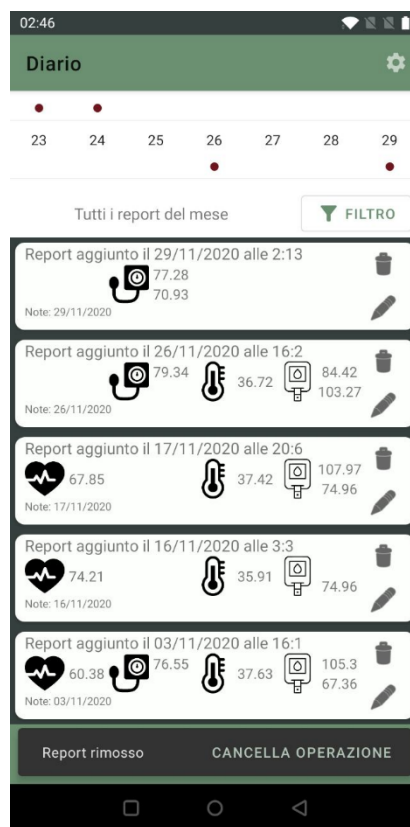 02:46
Diario
23 24 25 26 27 28 29
Tutti i report del mese FILTRO
Report aggiunto il 29/11/2020 alle 2:13
77.28
70.93
Note: 29/11/2020
Report aggiunto il 26/11/2020 alle 16:2
79.34 36.72 84.42
103.27
Note: 26/11/2020
Report aggiunto il 17/11/2020 alle 20:6
67.85 37.42 107.97
74.96
Note: 17/11/2020
Report aggiunto il 16/11/2020 alle 3:3
74.21 35.91 74.96
Note: 16/11/2020
Report aggiunto il 03/11/2020 alle 16:1
60.38 76.55 37.63 105.3
67.36
Note: 03/11/2020
Report rimosso CANCELLA OPERAZIONE